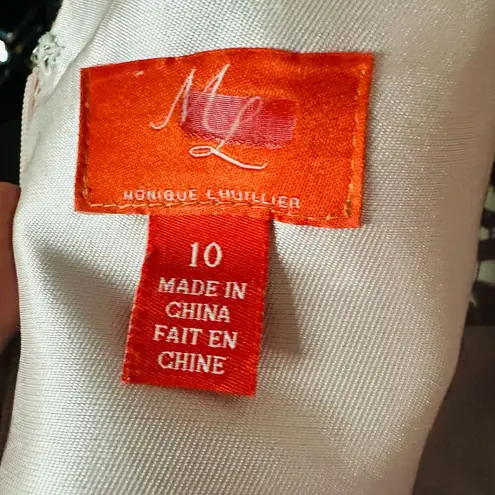 ML
MONIQUE LHUILLIER
10
MADE IN
CHINA
FAIT EN
CHINE